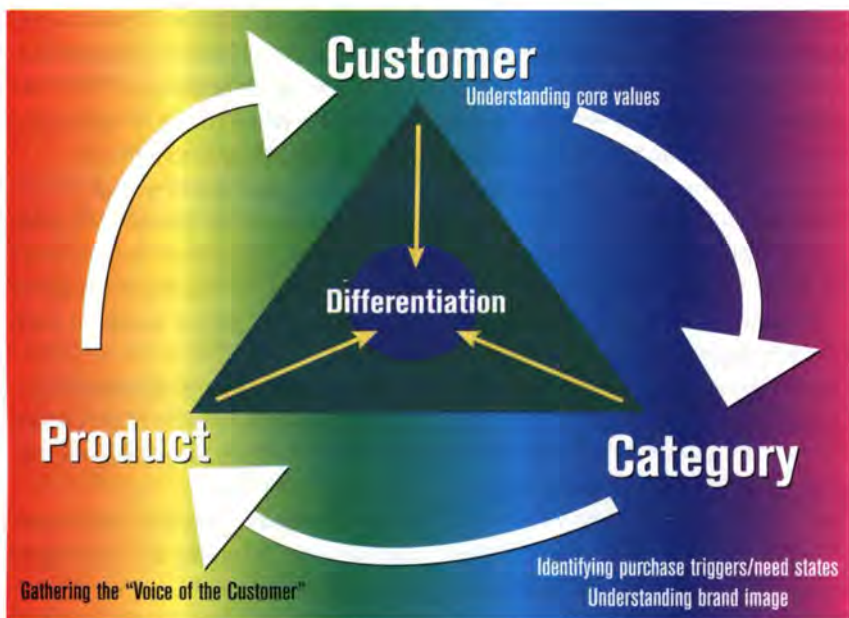 Customer
Understanding core values
Differentiation
Product
Category
Gathering the “Voice of the Customer”
Identifying purchase triggers/need states
Understanding brand image